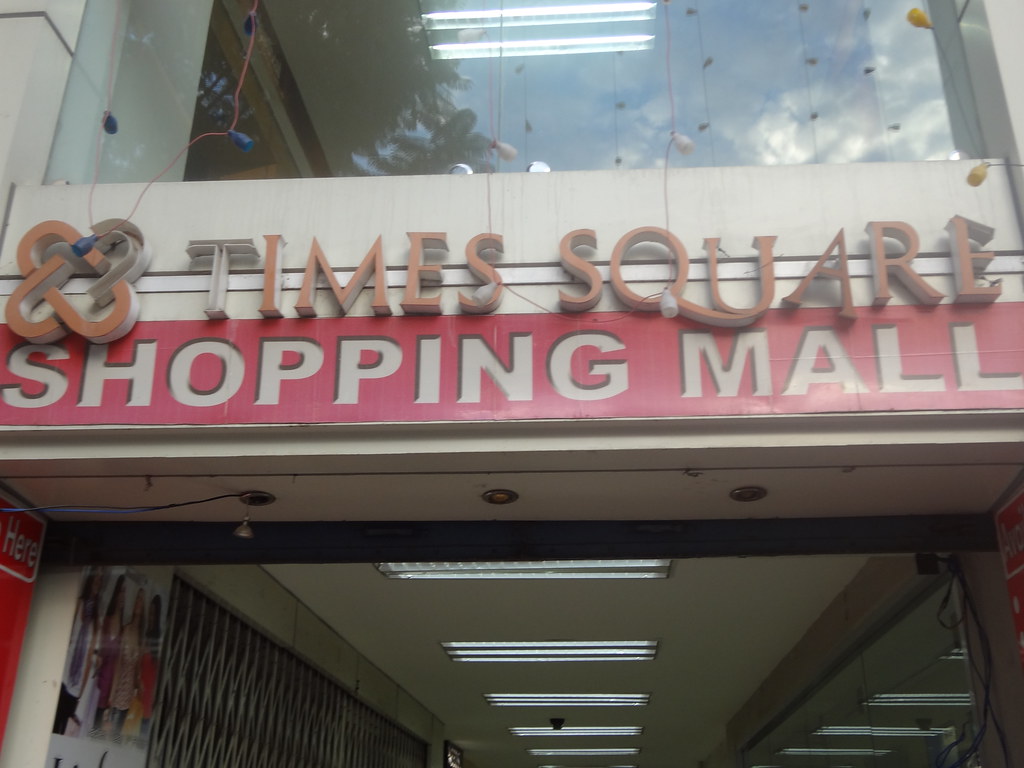 TIMES SQUARE
SHOPPING MALL
Here